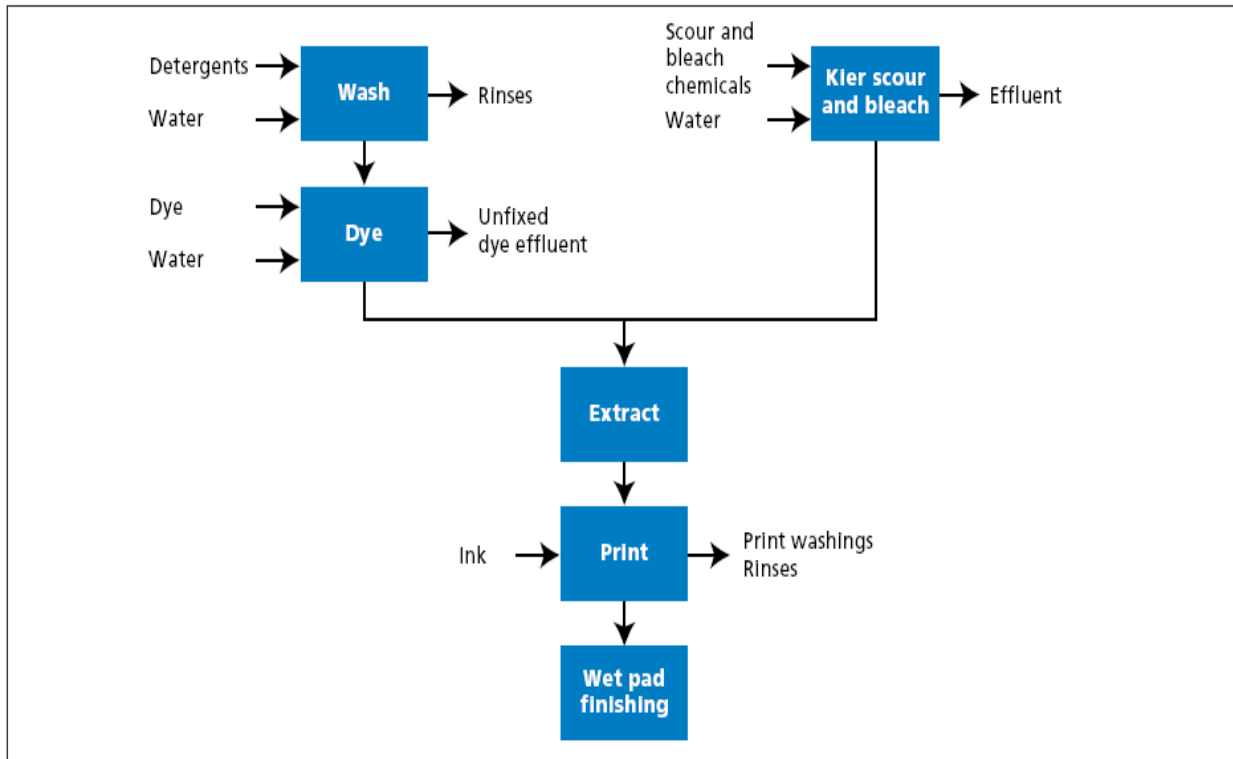 Detergents
Water
Wash
Rinses
Scour and
bleach
chemicals
Water
Kier scour
and bleach
Effluent
Dye
Water
Dye
Unfixed
dye effluent
Extract
Ink
Print
Print washings
Rinses
Wet pad
finishing